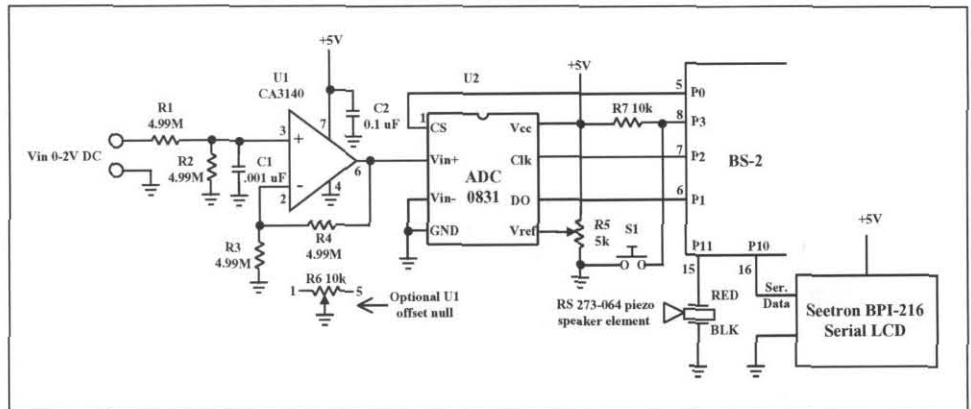 +5V
U1
CA3140
R1
4.99M
R2
4.99M
C1
.001 uF
Vin 0-2V DC
3
+
7
C2
0.1 uF
6
-
2
4
R3
4.99M
R4
4.99M
R6 10k
1
5
Optional U1
offset null
U2
1
CS
Vcc
Vin+
Clk
ADC
0831
Vin-
DO
GND
Vref
+5V
R7 10k
R5
5k
S1
5
P0
8
P3
7
P2
BS-2
6
P1
P11
P10
15
16
+5V
RS 273-064 piezo
speaker element
RED
BLK
Ser.
Data
Seetron BPI-216
Serial LCD